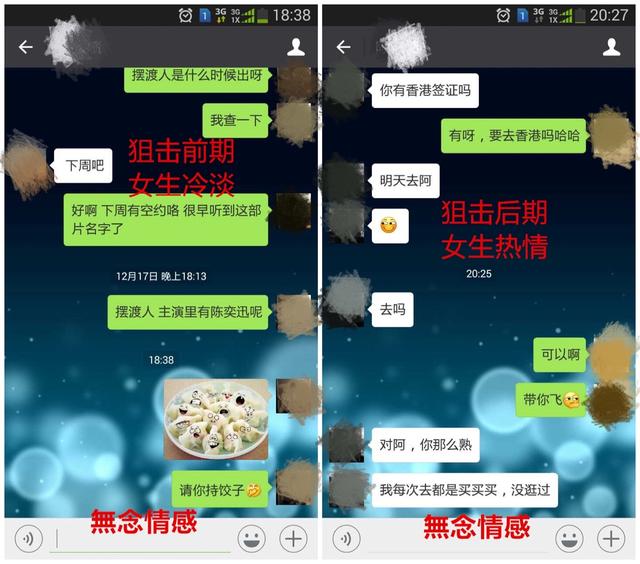 18:38
摆渡人是什么时候出呀
我查一下
下周吧
狙击前期
女生冷淡
好啊 下周有空约咯 很早听到这部
片名字了
12月17日 晚上18:13
摆渡人 主演里有陈奕迅呢
18:38
请你持饺子
無念情感
20:27
你有香港签证吗
有呀，要去香港吗哈哈
明天去阿
狙击后期
女生热情
20:25
去吗
可以啊
带你飞
对阿，你那么熟
我每次去都是买买买，没逛过
無念情感